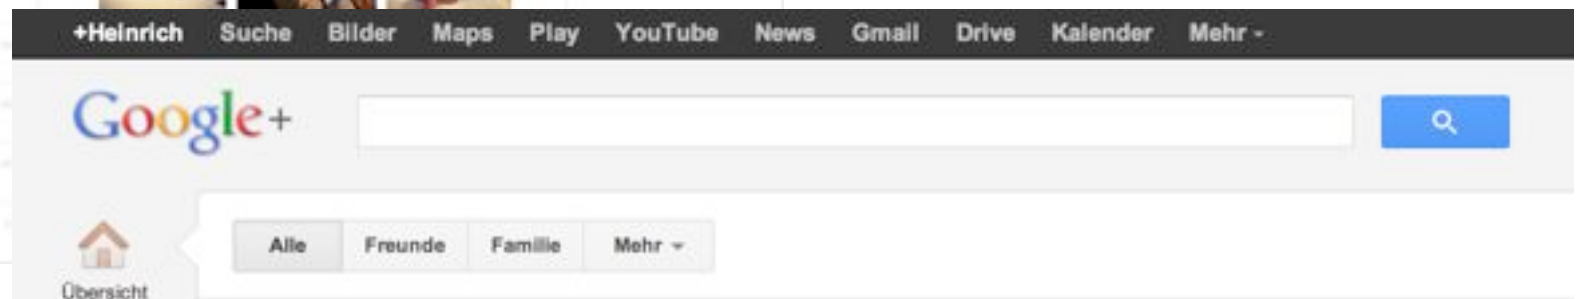 +Heinrich Suche Bilder Maps Play YouTube News Gmail Drive Kalender Mehr
Google+
Alle Freunde Familie Mehr
Übersicht